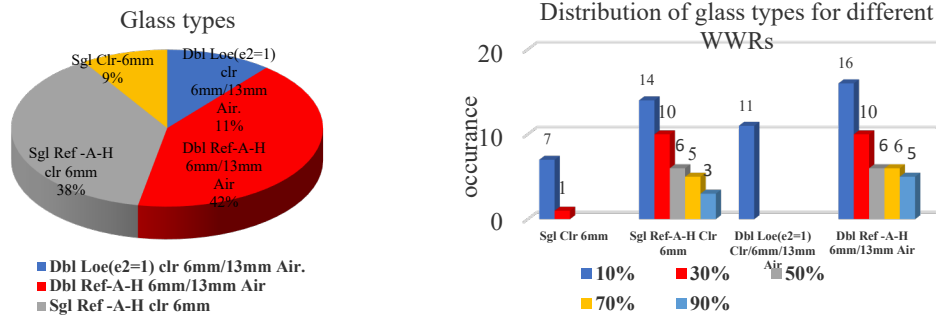 Glass types
Sgl Clr-6mm
9%
Dbl Loe(e2=1)
clr
6mm/13mm
Air.
11%
Dbl Ref-A-H
6mm/13mm
Air
42%
Sgl Ref -A-H
clr 6mm
38%
Dbl Loe(e2=1) clr 6mm/13mm Air.
Dbl Ref-A-H 6mm/13mm Air
Sgl Ref -A-H clr 6mm
Distribution of glass types for different
WWRs
occurance
20
10
0
7
1
14
10
6
5
3
11
16
10
6
6
5
Sgl Clr 6mm
Sgl Ref-A-H Clr
6mm
Dbl Loe(e2=1)
Clr/6mm/13mm
Air
Dbl Ref -A-H
6mm/13mm Air
10%
30%
50%
70%
90%